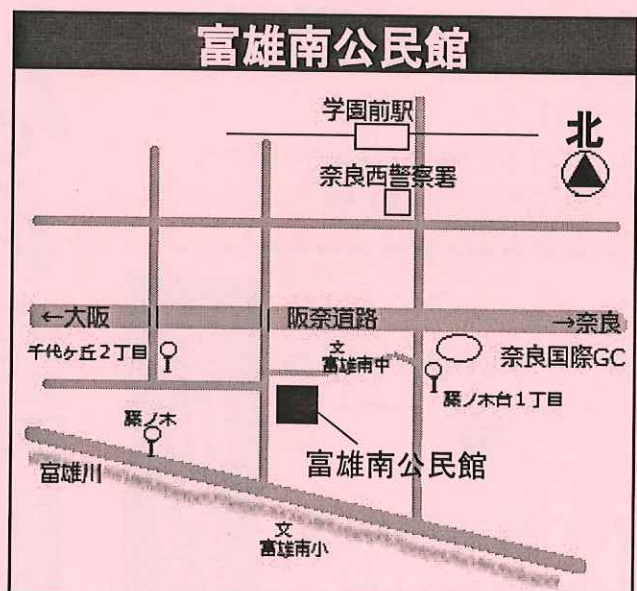 富雄南公民館
学園前駅
北
奈良西警察署
←大阪
阪奈道路
→奈良
千代ヶ丘2丁目
文
富雄南中
奈良国際GC
藤ノ木台1丁目
藤ノ木
富雄南公民館
富雄川
文
富雄南小